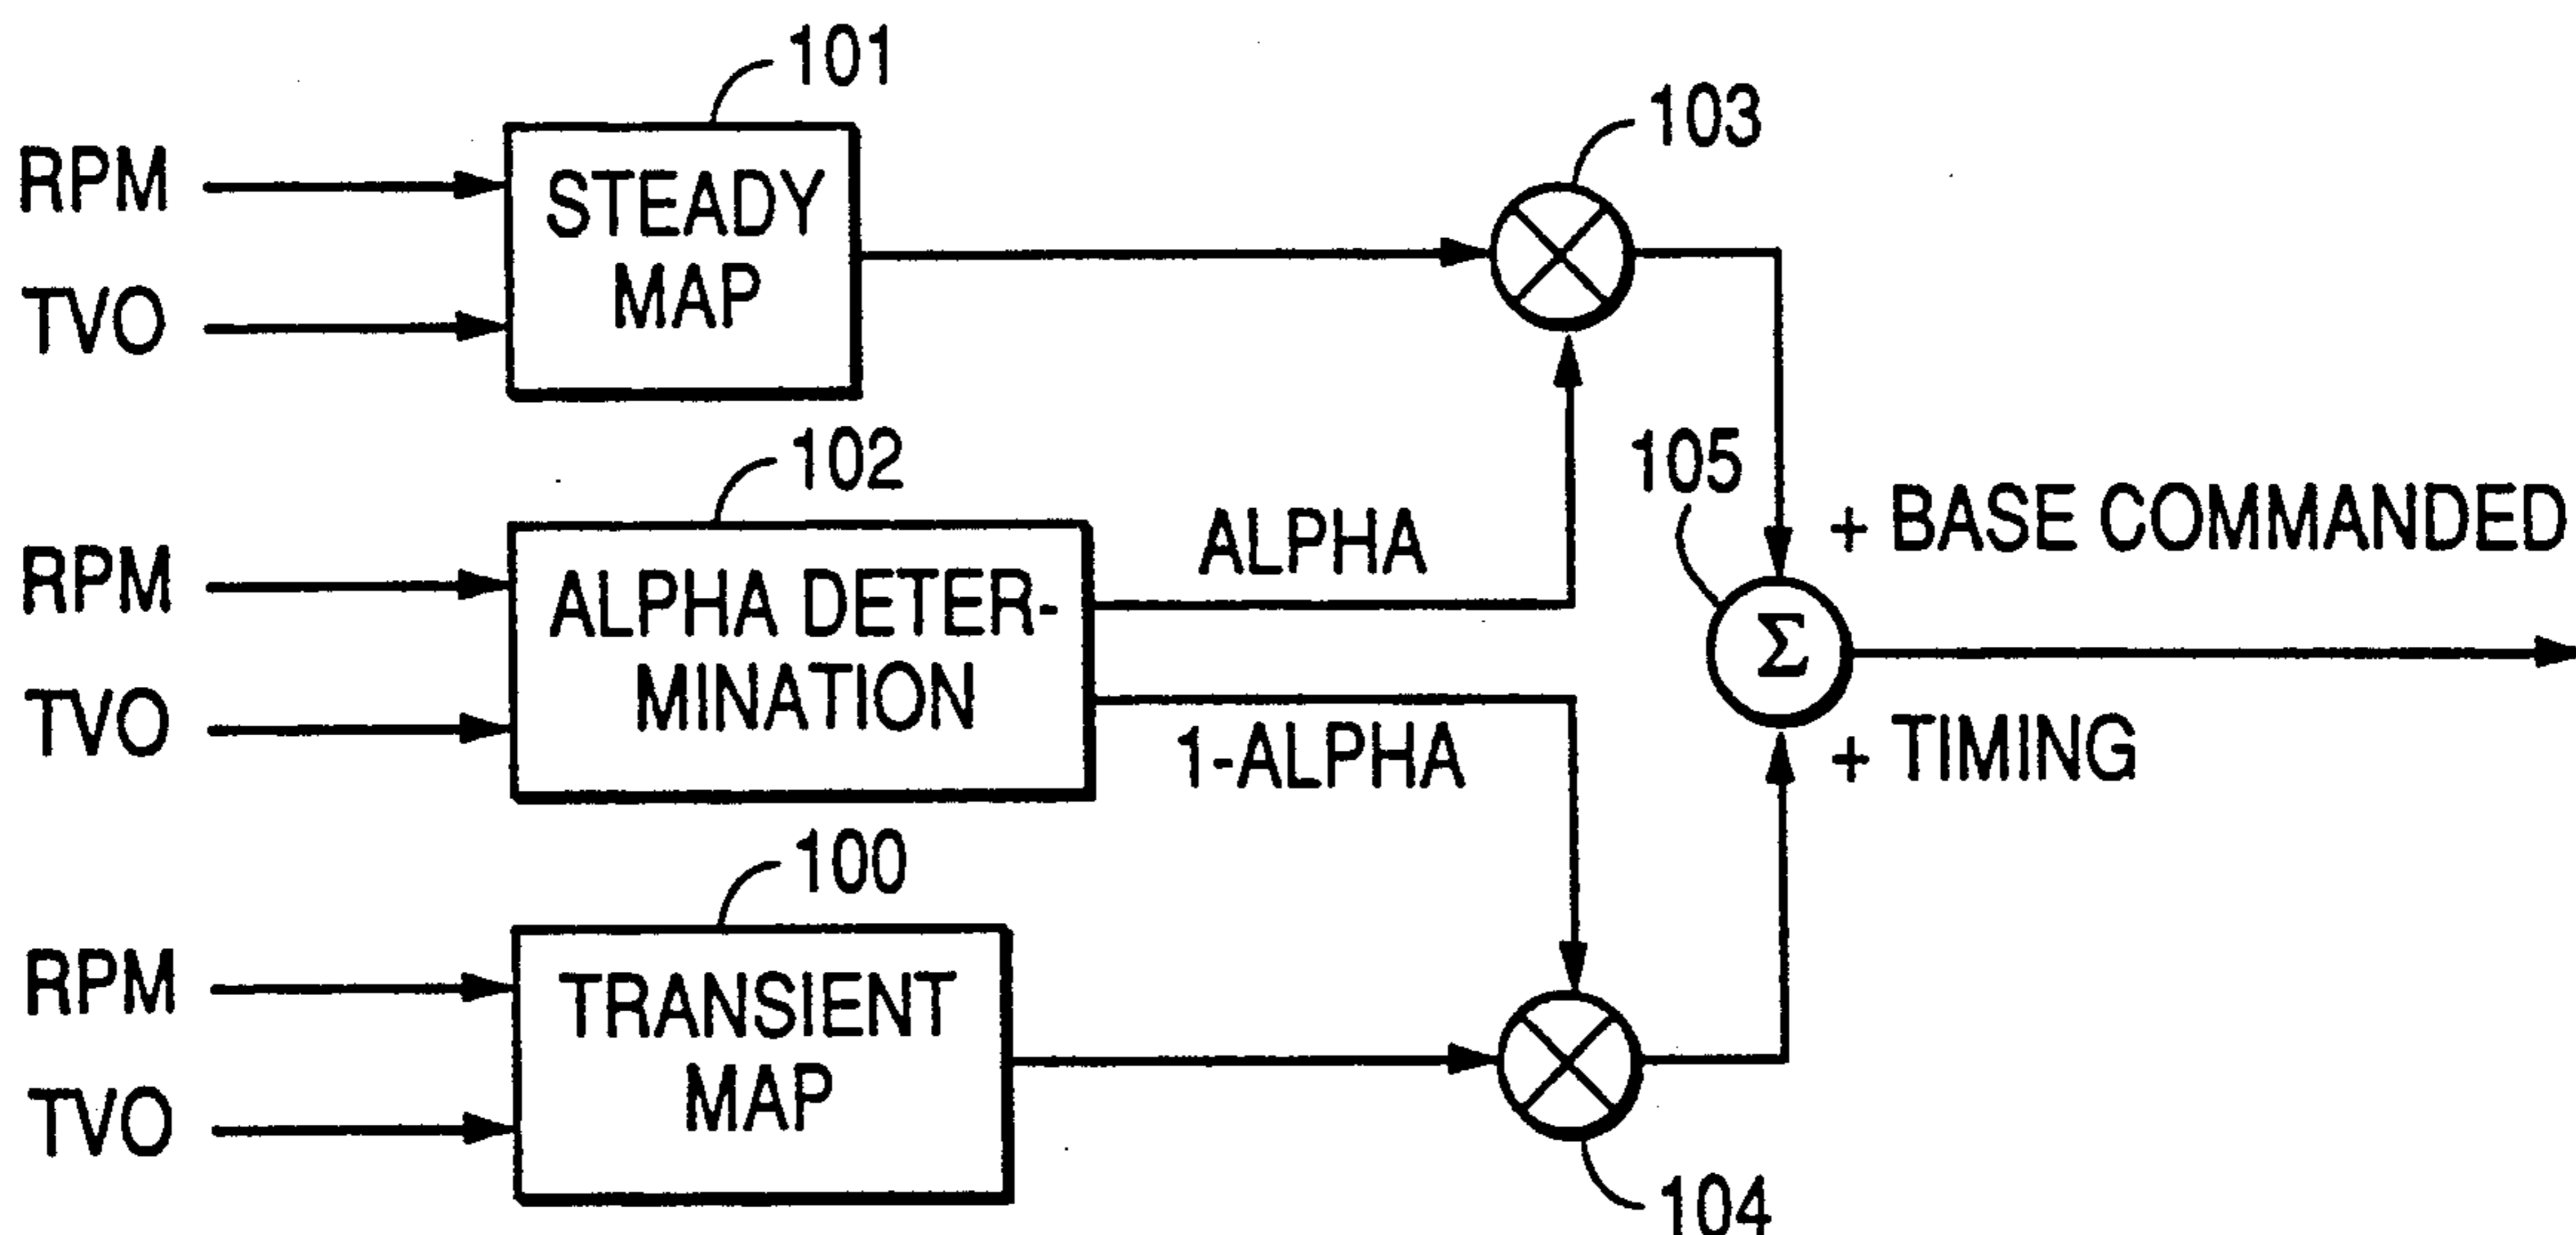 101
RPM
TVO
STEADY
MAP
103
102
RPM
TVO
ALPHA DETER-
MINATION
ALPHA
1-ALPHA
105
+ BASE COMMANDED
Σ
+ TIMING
100
RPM
TVO
TRANSIENT
MAP
104